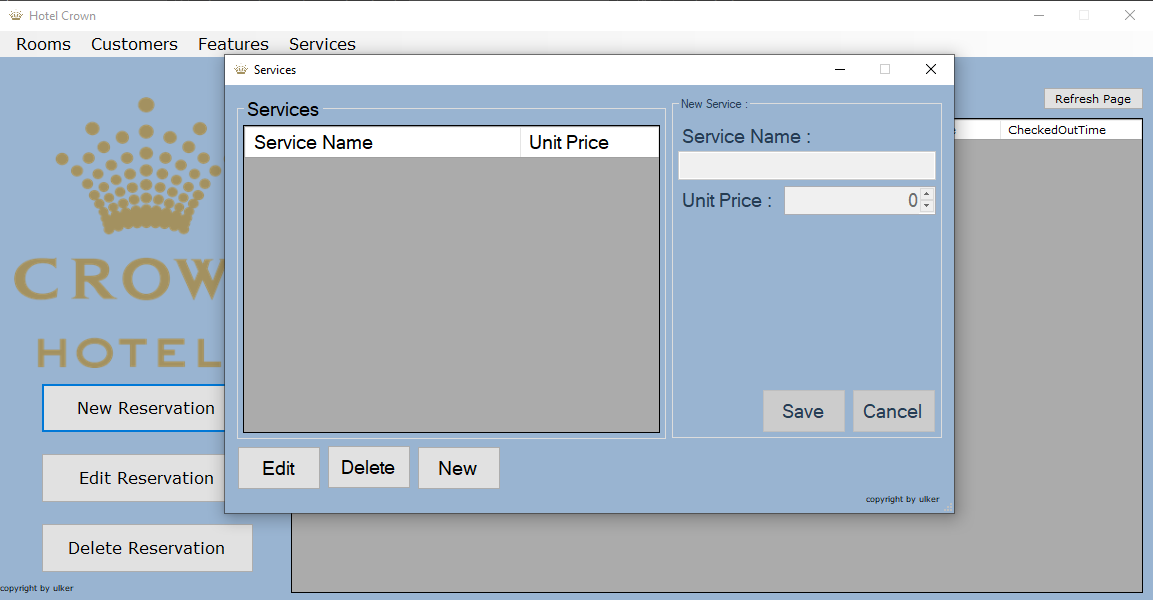 Hotel Crown
Rooms Customers Features Services
Services
Services
Service Name Unit Price
New Service :
Service Name :
Unit Price : 0
Save Cancel
Edit Delete New
copyright by ulker
Refresh Page
CheckedOutTime
CROW
HOTEL
New Reservation
Edit Reservation
Delete Reservation
copyright by ulker